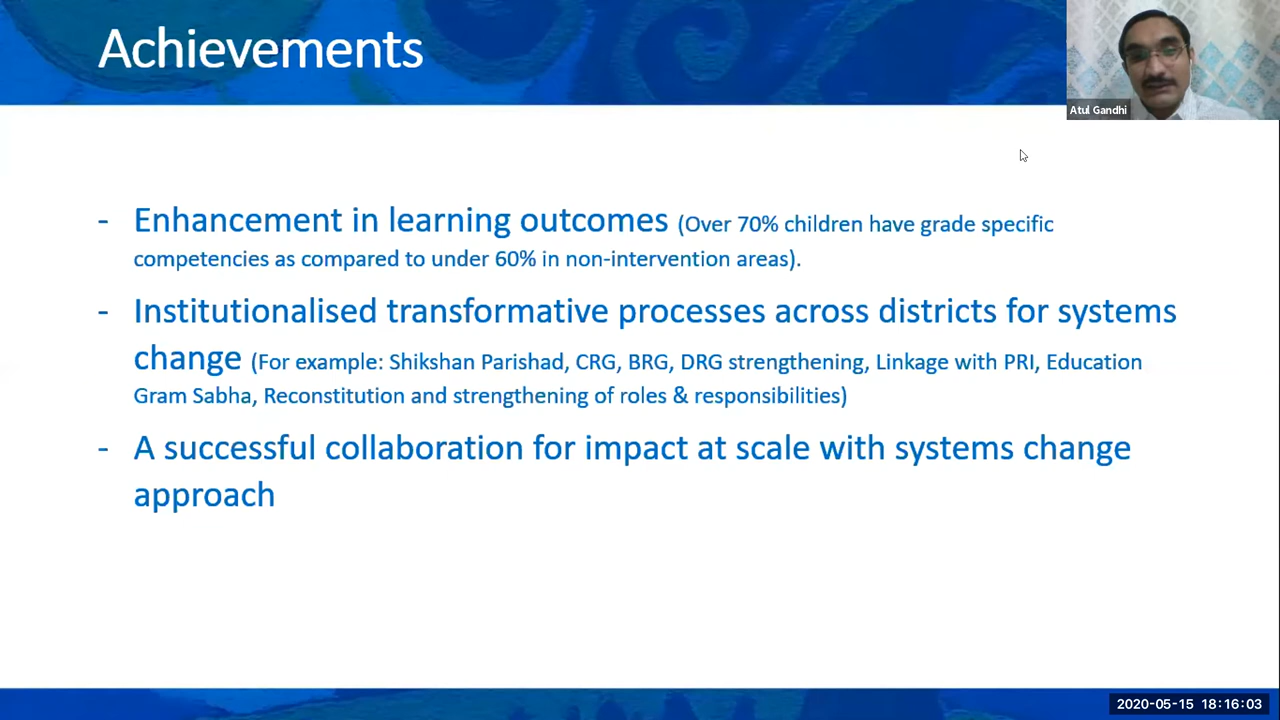 Achievements
Atul Gandhi
- Enhancement in learning outcomes (Over 70% children have grade specific
competencies as compared to under 60% in non-intervention areas).
- Institutionalised transformative processes across districts for systems
change (For example: Shikshan Parishad, CRG, BRG, DRG strengthening, Linkage with PRI, Education
Gram Sabha, Reconstitution and strengthening of roles & responsibilities)
- A successful collaboration for impact at scale with systems change
approach
2020-05-15 18:16:03